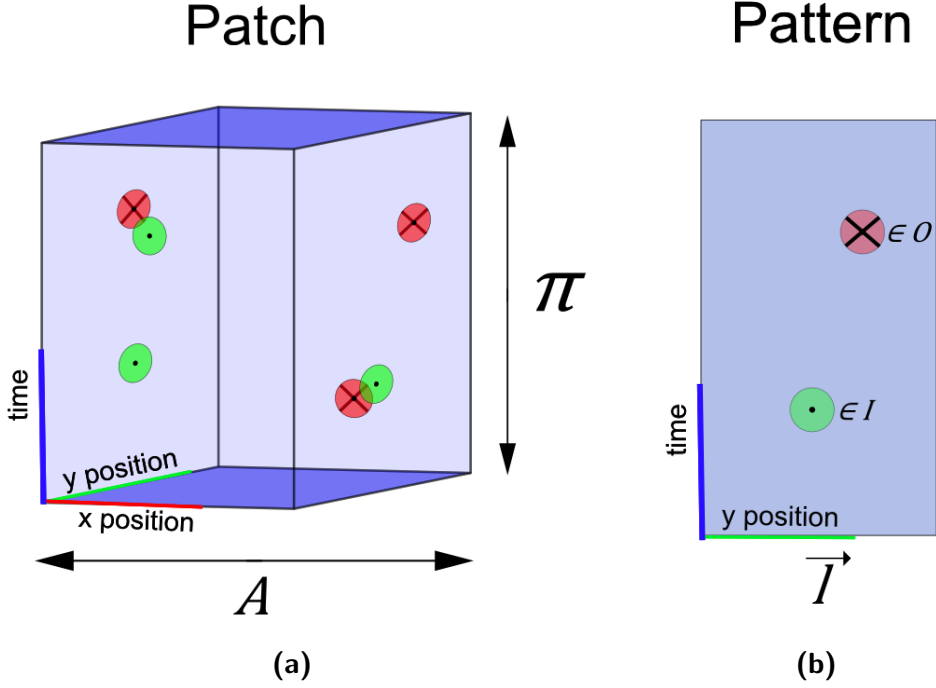 Patch
Pattern
π
time
y position
x position
A
(a)
∈ O
∈ I
time
y position
l
(b)